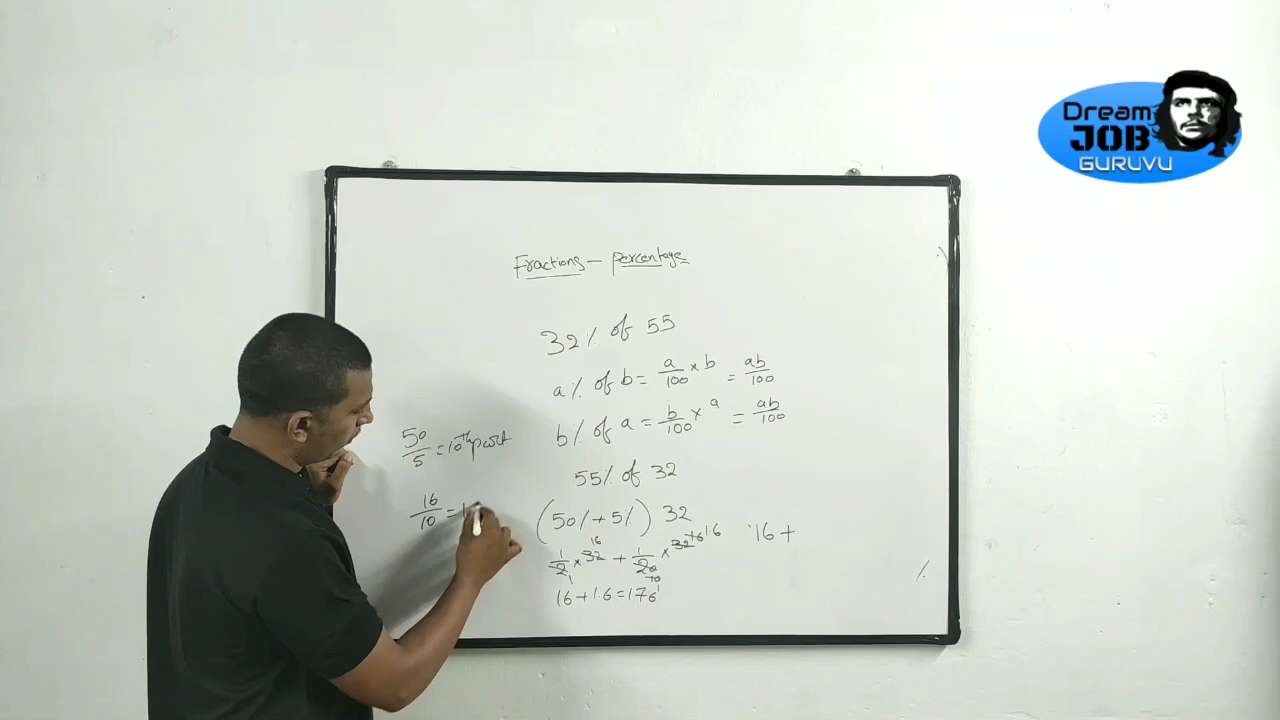 Dream
JOB
GURUVU
Fractions – percentage
32% of 55
a% of b = a/100 × b = ab/100
b% of a = b/100 × a = ab/100
50/5 = 10th part
55% of 32
16/10 = 1
(50% + 5%) 32
16 +
1/2 × 32 + 1/20 × 32 16
16 + 1.6 = 17.6